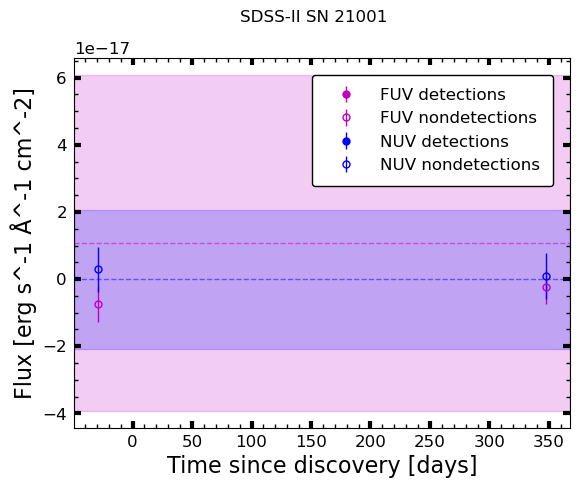 SDSS-II SN 21001
1e−17
FUV detections
FUV nondetections
NUV detections
NUV nondetections
6
4
2
0
−2
−4
Flux [erg s^-1 Å^-1 cm^-2]
0 50 100 150 200 250 300 350
Time since discovery [days]